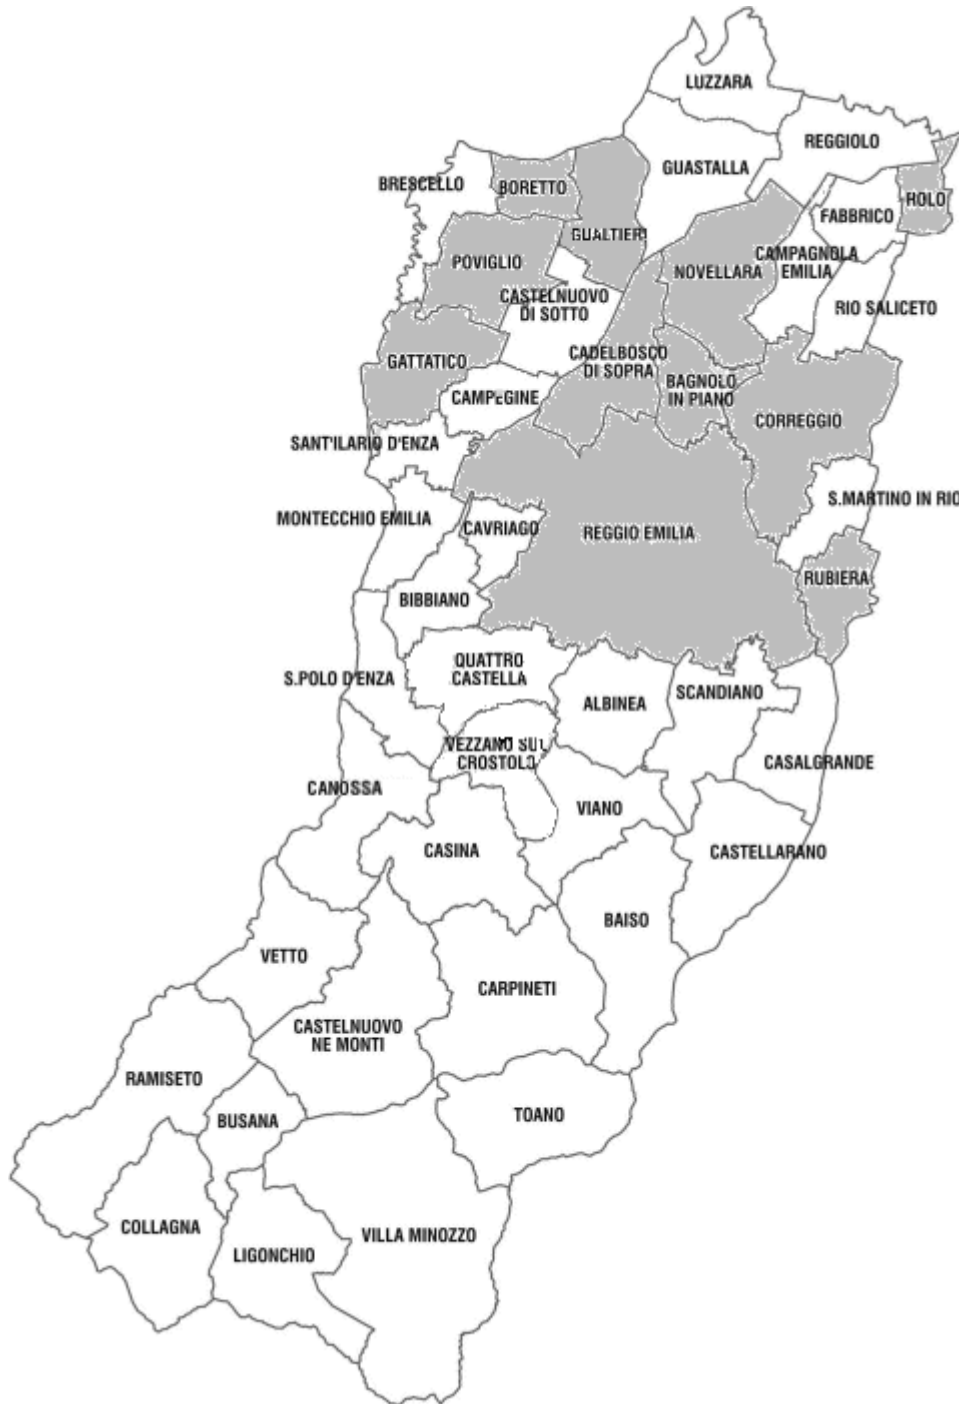 LUZZARA
REGGIOLO
GUASTALLA
BRESCELLO
BORETTO
ROLO
FABBRICO
GUALTIERI
CAMPAGNOLA
EMILIA
POVIGLIO
NOVELLARA
CASTELNUOVO
DI SOTTO
RIO SALICETO
GATTATICO
CADELBOSCO
DI SOPRA
BAGNOLO
IN PIANO
CAMPEGINE
CORREGGIO
SANT'ILARIO D'ENZA
S.MARTINO IN RIO
MONTECCHIO EMILIA
CAVRIAGO
REGGIO EMILIA
RUBIERA
BIBBIANO
QUATTRO
CASTELLA
S.POLO D'ENZA
ALBINEA
SCANDIANO
VEZZANO SUL
CROSTOLO
CASALGRANDE
CANOSSA
VIANO
CASINA
CASTELLARANO
BAISO
VETTO
CARPINETI
CASTELNUOVO
NE MONTI
RAMISETO
BUSANA
TOANO
COLLAGNA
VILLA MINOZZO
LIGONCHIO